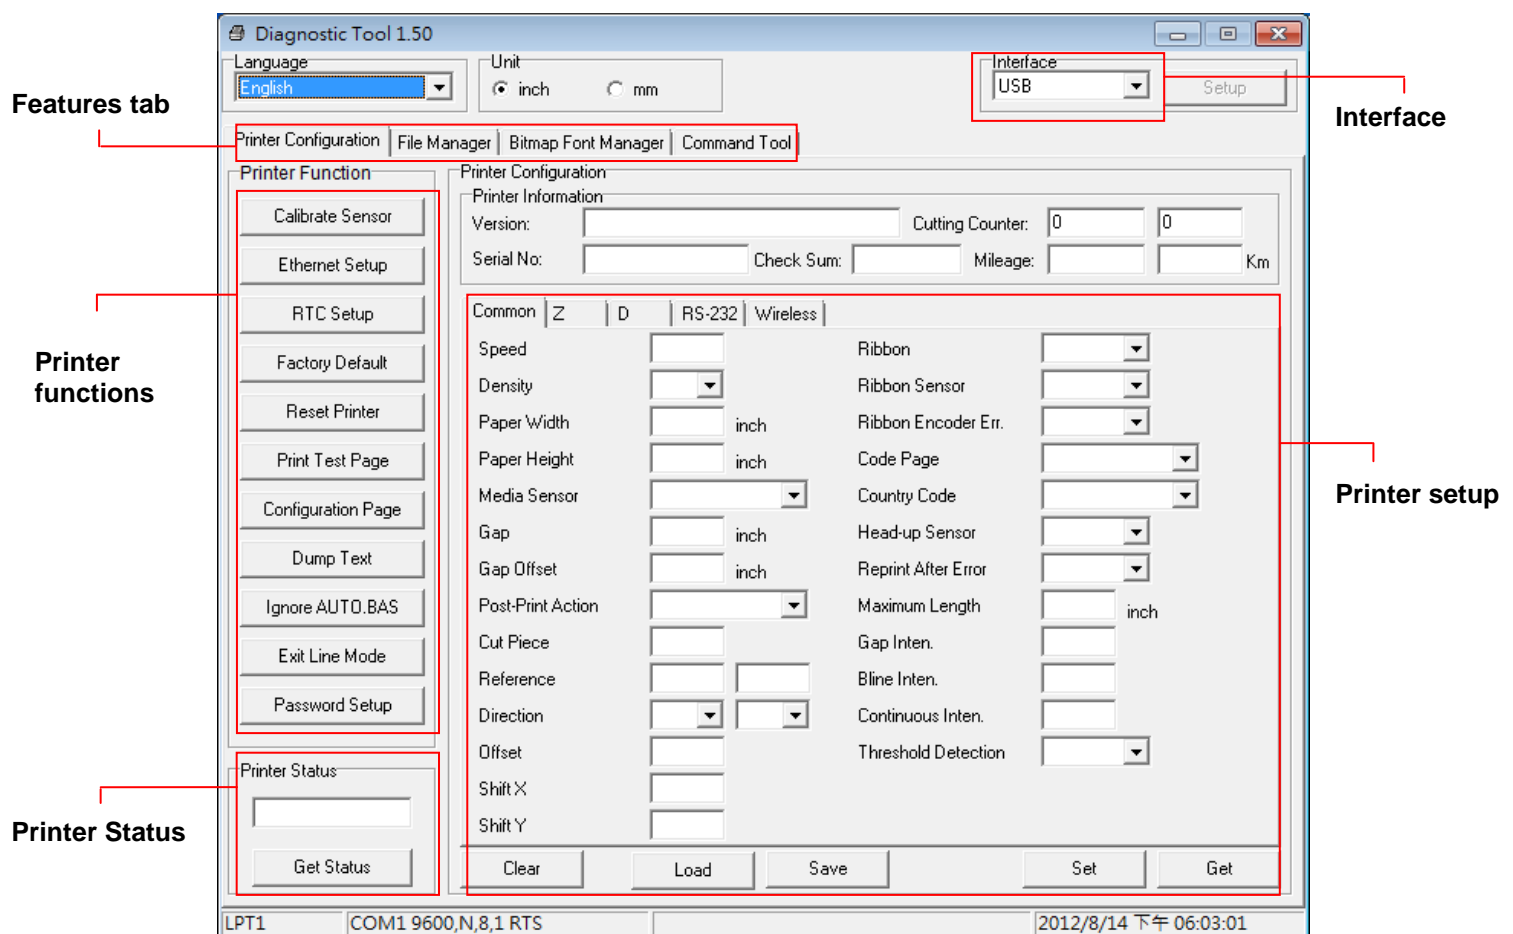 Diagnostic Tool 1.50
Language
Unit
Interface
English
inch
mm
USB
Setup
Features tab
Interface
Printer Configuration
File Manager
Bitmap Font Manager
Command Tool
Printer Function
Printer Configuration
Printer Information
Calibrate Sensor
Version:
Cutting Counter:
0
0
Ethernet Setup
Serial No:
Check Sum:
Mileage:
Km
RTC Setup
Common
Z
D
RS-232
Wireless
Printer
functions
Factory Default
Reset Printer
Print Test Page
Configuration Page
Dump Text
Ignore AUTO.BAS
Exit Line Mode
Password Setup
Speed
Density
Paper Width
inch
Paper Height
inch
Media Sensor
Gap
inch
Gap Offset
inch
Post-Print Action
Cut Piece
Reference
Direction
Offset
Shift X
Shift Y
Ribbon
Ribbon Sensor
Ribbon Encoder Err.
Code Page
Country Code
Head-up Sensor
Reprint After Error
Maximum Length
inch
Gap Inten.
Bline Inten.
Continuous Inten.
Threshold Detection
Printer setup
Printer Status
Printer Status
Get Status
Clear
Load
Save
Set
Get
LPT1
COM1 9600,N,8,1 RTS
2012/8/14 下午 06:03:01